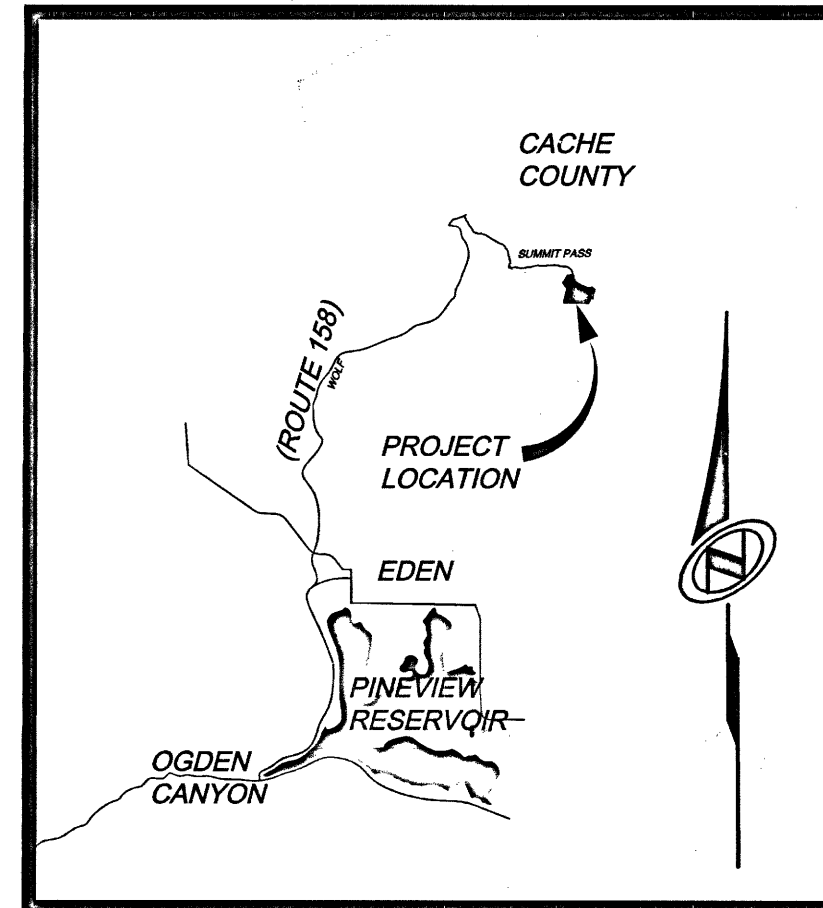 CACHE
COUNTY
SUMMIT PASS
(ROUTE 158)
WOLF
PROJECT
LOCATION
N
EDEN
PINEVIEW
RESERVOIR
OGDEN
CANYON